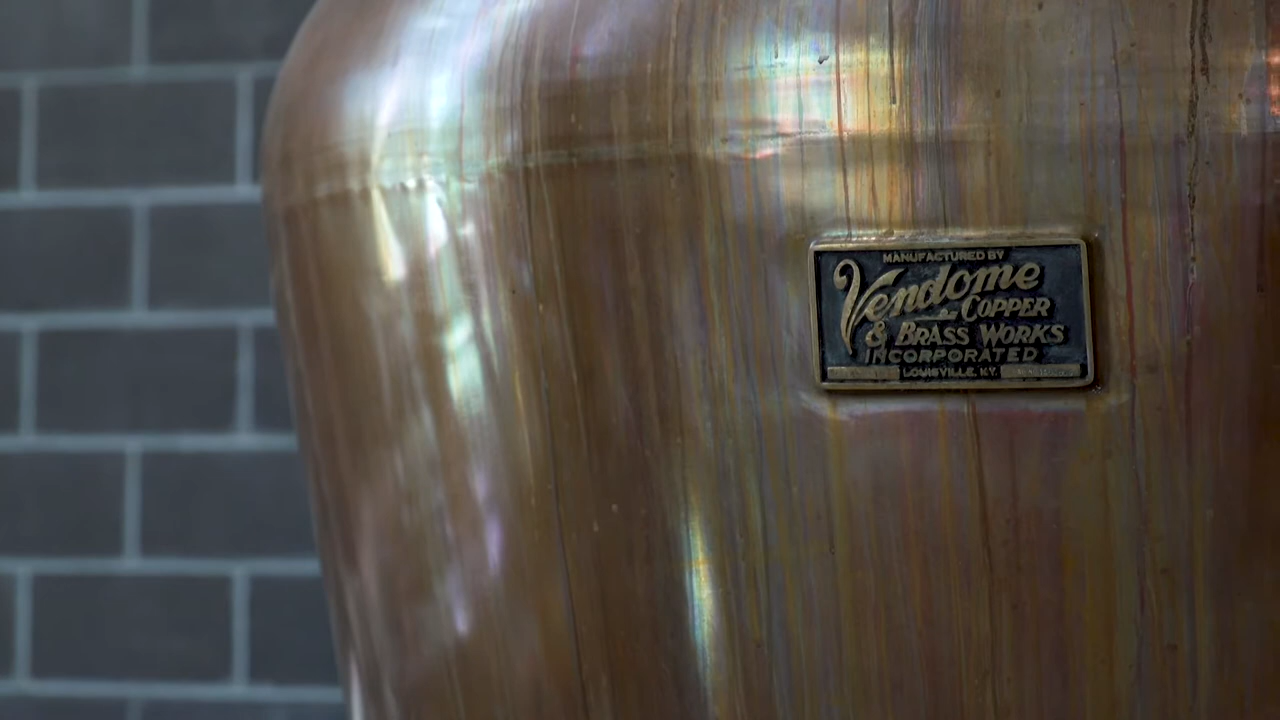 MANUFACTURED BY
Vendome
COPPER
& BRASS WORKS
INCORPORATED
LOUISVILLE, KY.